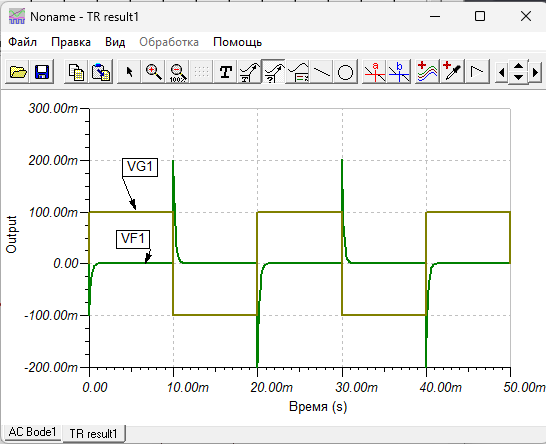 Noname - TR result1
Файл Правка Вид Обработка Помощь
100%
T
?
a
b
300.00m
200.00m
100.00m
0.00
-100.00m
-200.00m
Output
VG1
VF1
0.00 10.00m 20.00m 30.00m 40.00m 50.00m
Время (s)
AC Bode1 TR result1